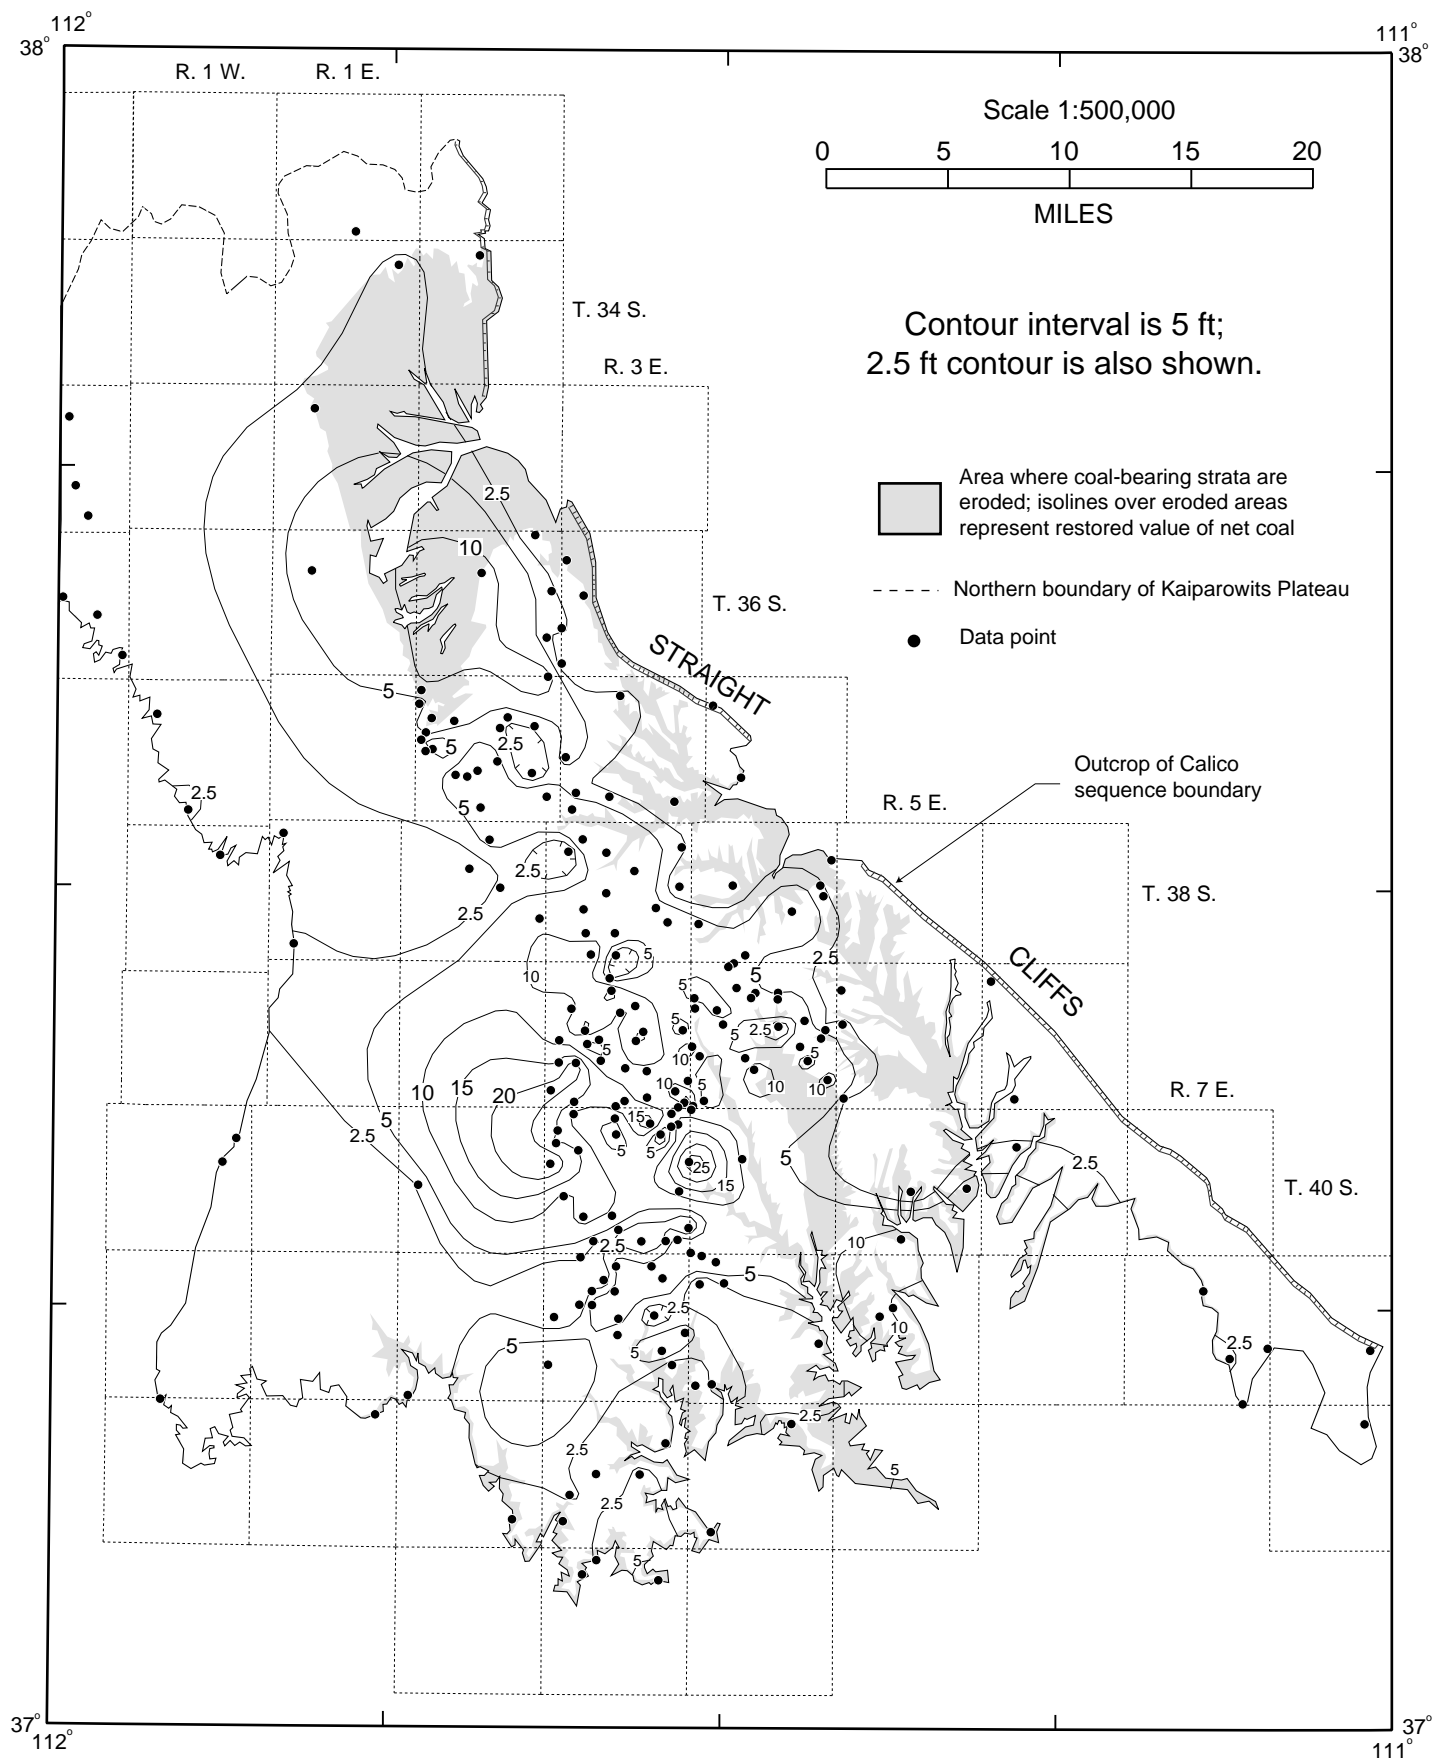 112°
111°
38°
38°
R. 1 W.
R. 1 E.
Scale 1:500,000
0 5 10 15 20
MILES
T. 34 S.
Contour interval is 5 ft;
2.5 ft contour is also shown.
R. 3 E.
Area where coal-bearing strata are
eroded; isolines over eroded areas
represent restored value of net coal
2.5
10
Northern boundary of Kaiparowits Plateau
T. 36 S.
Data point
STRAIGHT
5
5
2.5
Outcrop of Calico
sequence boundary
2.5
5
R. 5 E.
2.5
T. 38 S.
2.5
5
2.5
CLIFFS
10
5
5
5
2.5
5
5
10
10
5
10
10
R. 7 E.
10
15
20
5
15
2.5
5
5
5
2.5
25
15
T. 40 S.
2.5
10
5
2.5
10
5
2.5
5
2.5
2.5
5
2.5
5
37°
37°
112°
111°